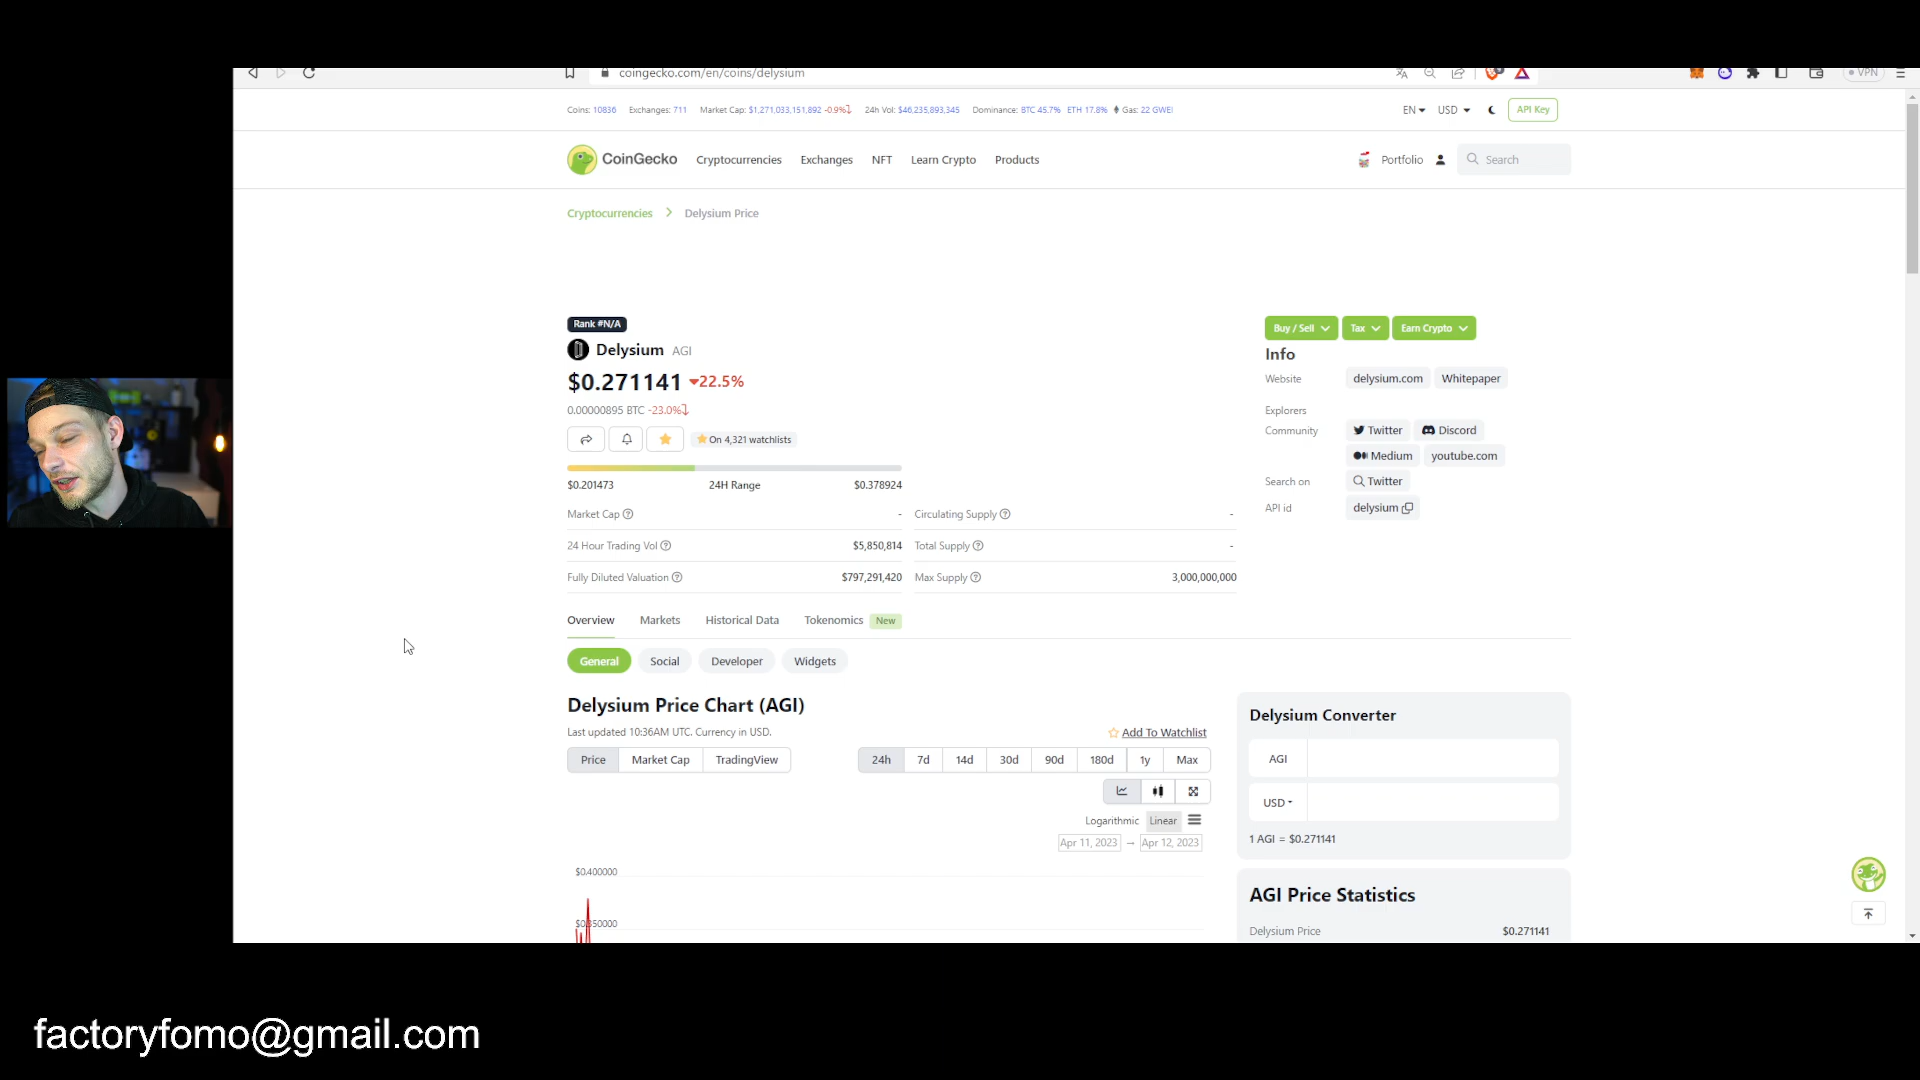 coingecko.com/en/coins/delysium
VPN
Coins: 10836 Exchanges: 711 Market Cap: $1,271,033,151,892 -0.9% 24h Vol: $46,235,893,345 Dominance: BTC 45.7% ETH 17.8% Gas: 22 GWEI
EN USD API Key
CoinGecko Cryptocurrencies Exchanges NFT Learn Crypto Products Portfolio Search
Cryptocurrencies > Delysium Price
Rank #N/A
Delysium AGI
$0.271141 22.5%
0.00000895 BTC -23.0%
On 4,321 watchlists
$0.201473 24H Range $0.378924
Market Cap - Circulating Supply -
24 Hour Trading Vol $5,850,814 Total Supply -
Fully Diluted Valuation $797,291,420 Max Supply 3,000,000,000
Buy / Sell Tax Earn Crypto
Info
Website delysium.com Whitepaper
Explorers
Community Twitter Discord
Medium youtube.com
Search on Twitter
API id delysium
Overview Markets Historical Data Tokenomics New
General Social Developer Widgets
Delysium Price Chart (AGI)
Last updated 10:36AM UTC. Currency in USD.
Add To Watchlist
Price Market Cap TradingView
24h 7d 14d 30d 90d 180d 1y Max
Logarithmic Linear
Apr 11, 2023 → Apr 12, 2023
$0.400000
$0.350000
Delysium Converter
AGI
USD
1 AGI = $0.271141
AGI Price Statistics
Delysium Price $0.271141
factoryfomo@gmail.com